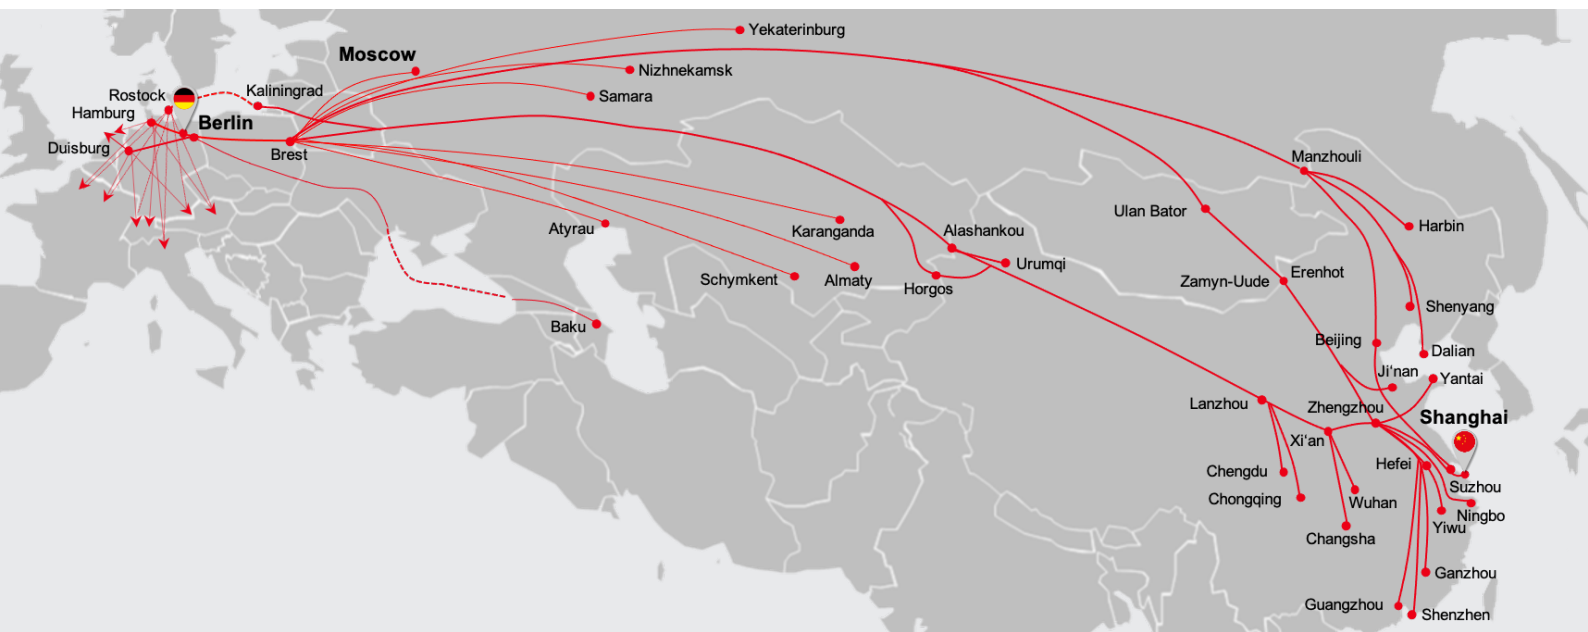 Yekaterinburg
Moscow
Nizhnekamsk
Samara
Rostock
Kaliningrad
Hamburg
Berlin
Duisburg
Brest
Manzhouli
Ulan Bator
Harbin
Atyrau
Karanganda
Alashankou
Urumqi
Schymkent
Almaty
Horgos
Zamyn-Uude
Erenhot
Shenyang
Baku
Beijing
Dalian
Ji'nan
Yantai
Lanzhou
Zhengzhou
Shanghai
Xi'an
Chengdu
Hefei
Chongqing
Wuhan
Suzhou
Ningbo
Yiwu
Changsha
Ganzhou
Guangzhou
Shenzhen